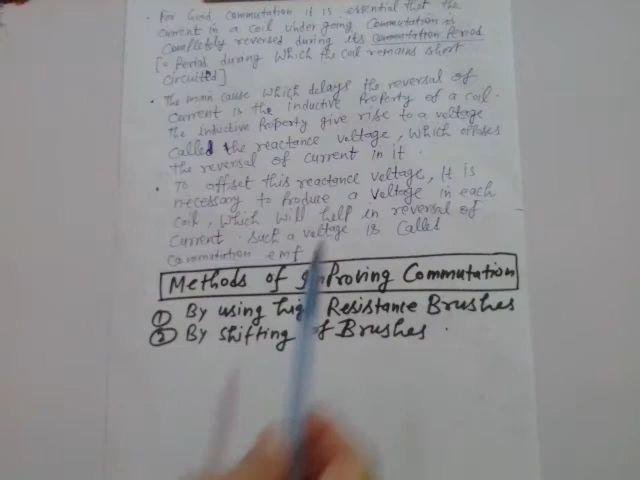 • For Good Commutation it is essential that the
current in a coil under going Commutation is
Completely reversed during its Commutation Period
[= Period during which the coil remains short
circuited]
• The main cause which delays the reversal of
Current is the inductive Property of a coil.
The inductive Property give rise to a voltage
Called the reactance voltage, which opposes
the reversal of current in it.
• To offset this reactance voltage, it is
necessary to Produce a voltage in each
Coil, which will help in reversal of
Current. Such a voltage is called
Commutation emf
Methods of improving Commutation
① By using high Resistance Brushes
② By shifting of Brushes.